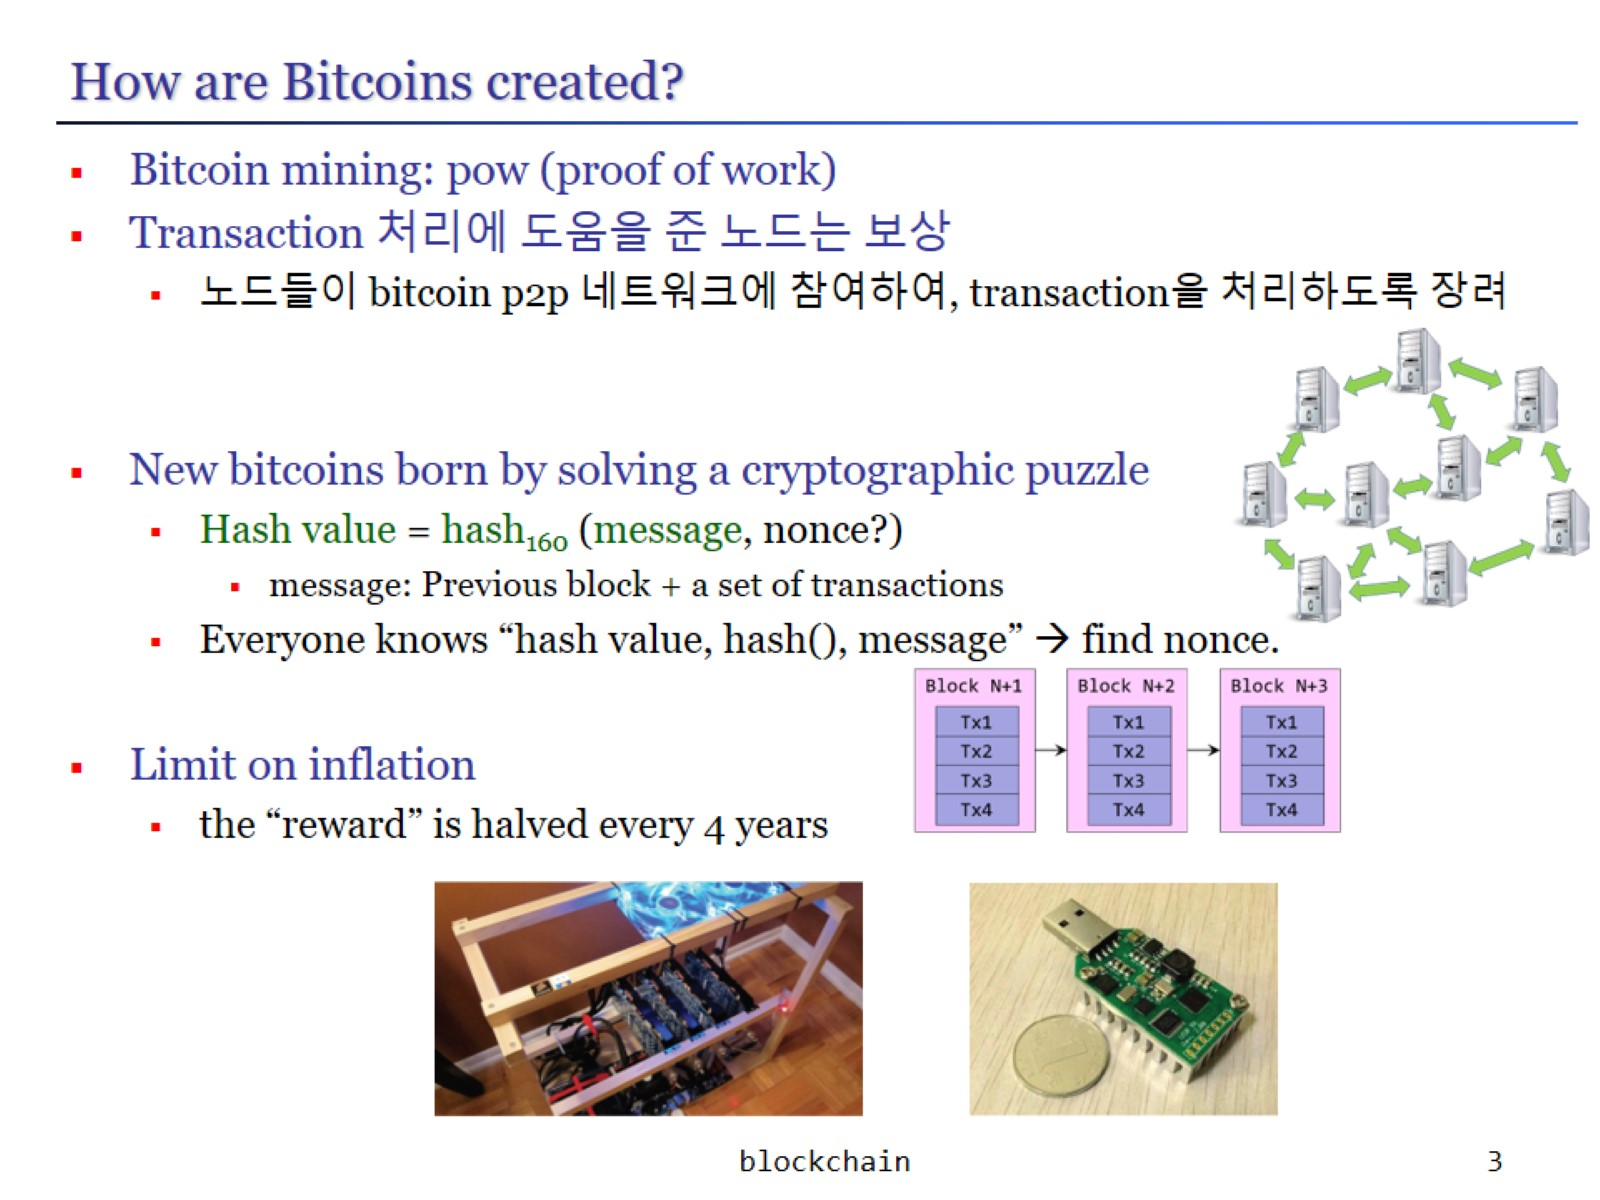 How are Bitcoins created?
Bitcoin mining: pow (proof of work)
Transaction 처리에 도움을 준 노드는 보상
노드들이 bitcoin p2p 네트워크에 참여하여, transaction을 처리하도록 장려
New bitcoins born by solving a cryptographic puzzle
Hash value = hash160 (message, nonce?)
message: Previous block + a set of transactions
Everyone knows “hash value, hash(), message” → find nonce.
Block N+1
Tx1
Tx2
Tx3
Tx4
Block N+2
Tx1
Tx2
Tx3
Tx4
Block N+3
Tx1
Tx2
Tx3
Tx4
Limit on inflation
the “reward” is halved every 4 years
blockchain
3